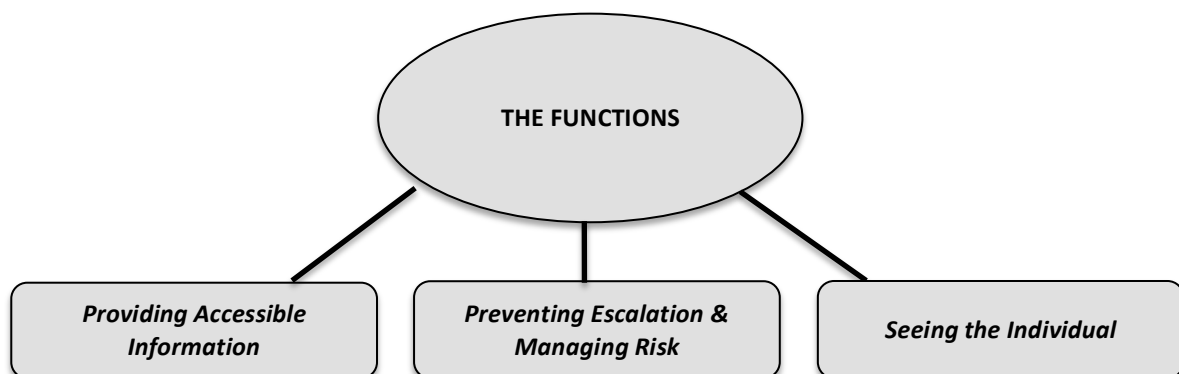 THE FUNCTIONS
Providing Accessible
Information
Preventing Escalation &
Managing Risk
Seeing the Individual